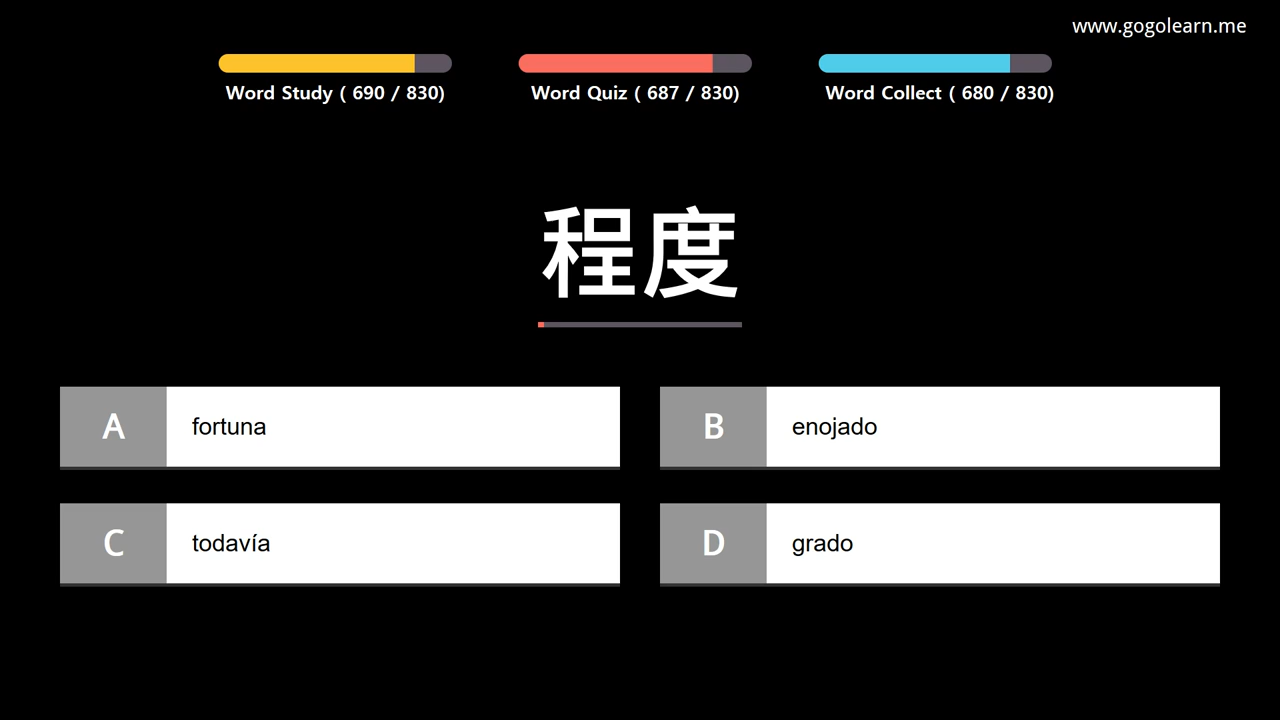 www.gogolearn.me
Word Study ( 690 / 830)
Word Quiz ( 687 / 830)
Word Collect ( 680 / 830)
程度
A fortuna
B enojado
C todavía
D grado